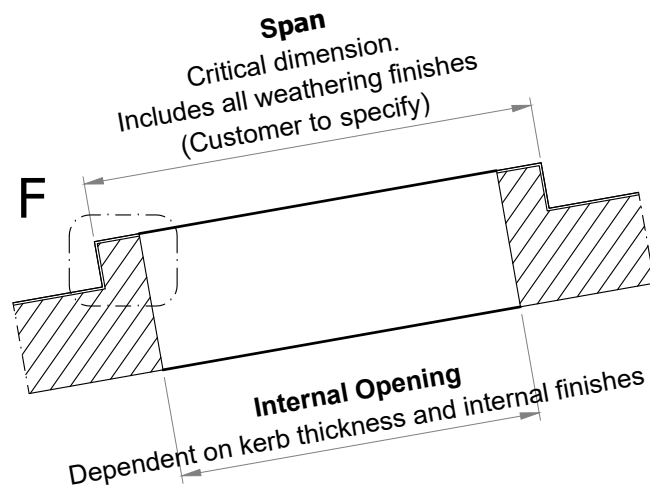 Span
Critical dimension.
Includes all weathering finishes
(Customer to specify)
F
Internal Opening
Dependent on kerb thickness and internal finishes